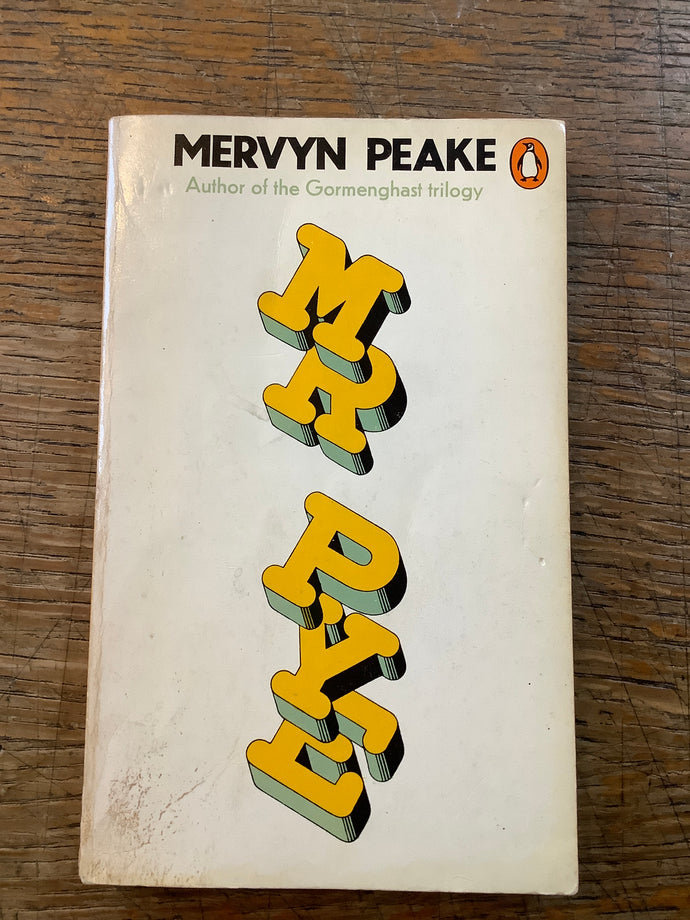 MERVYN PEAKE
Author of the Gormenghast trilogy
MR
PYE